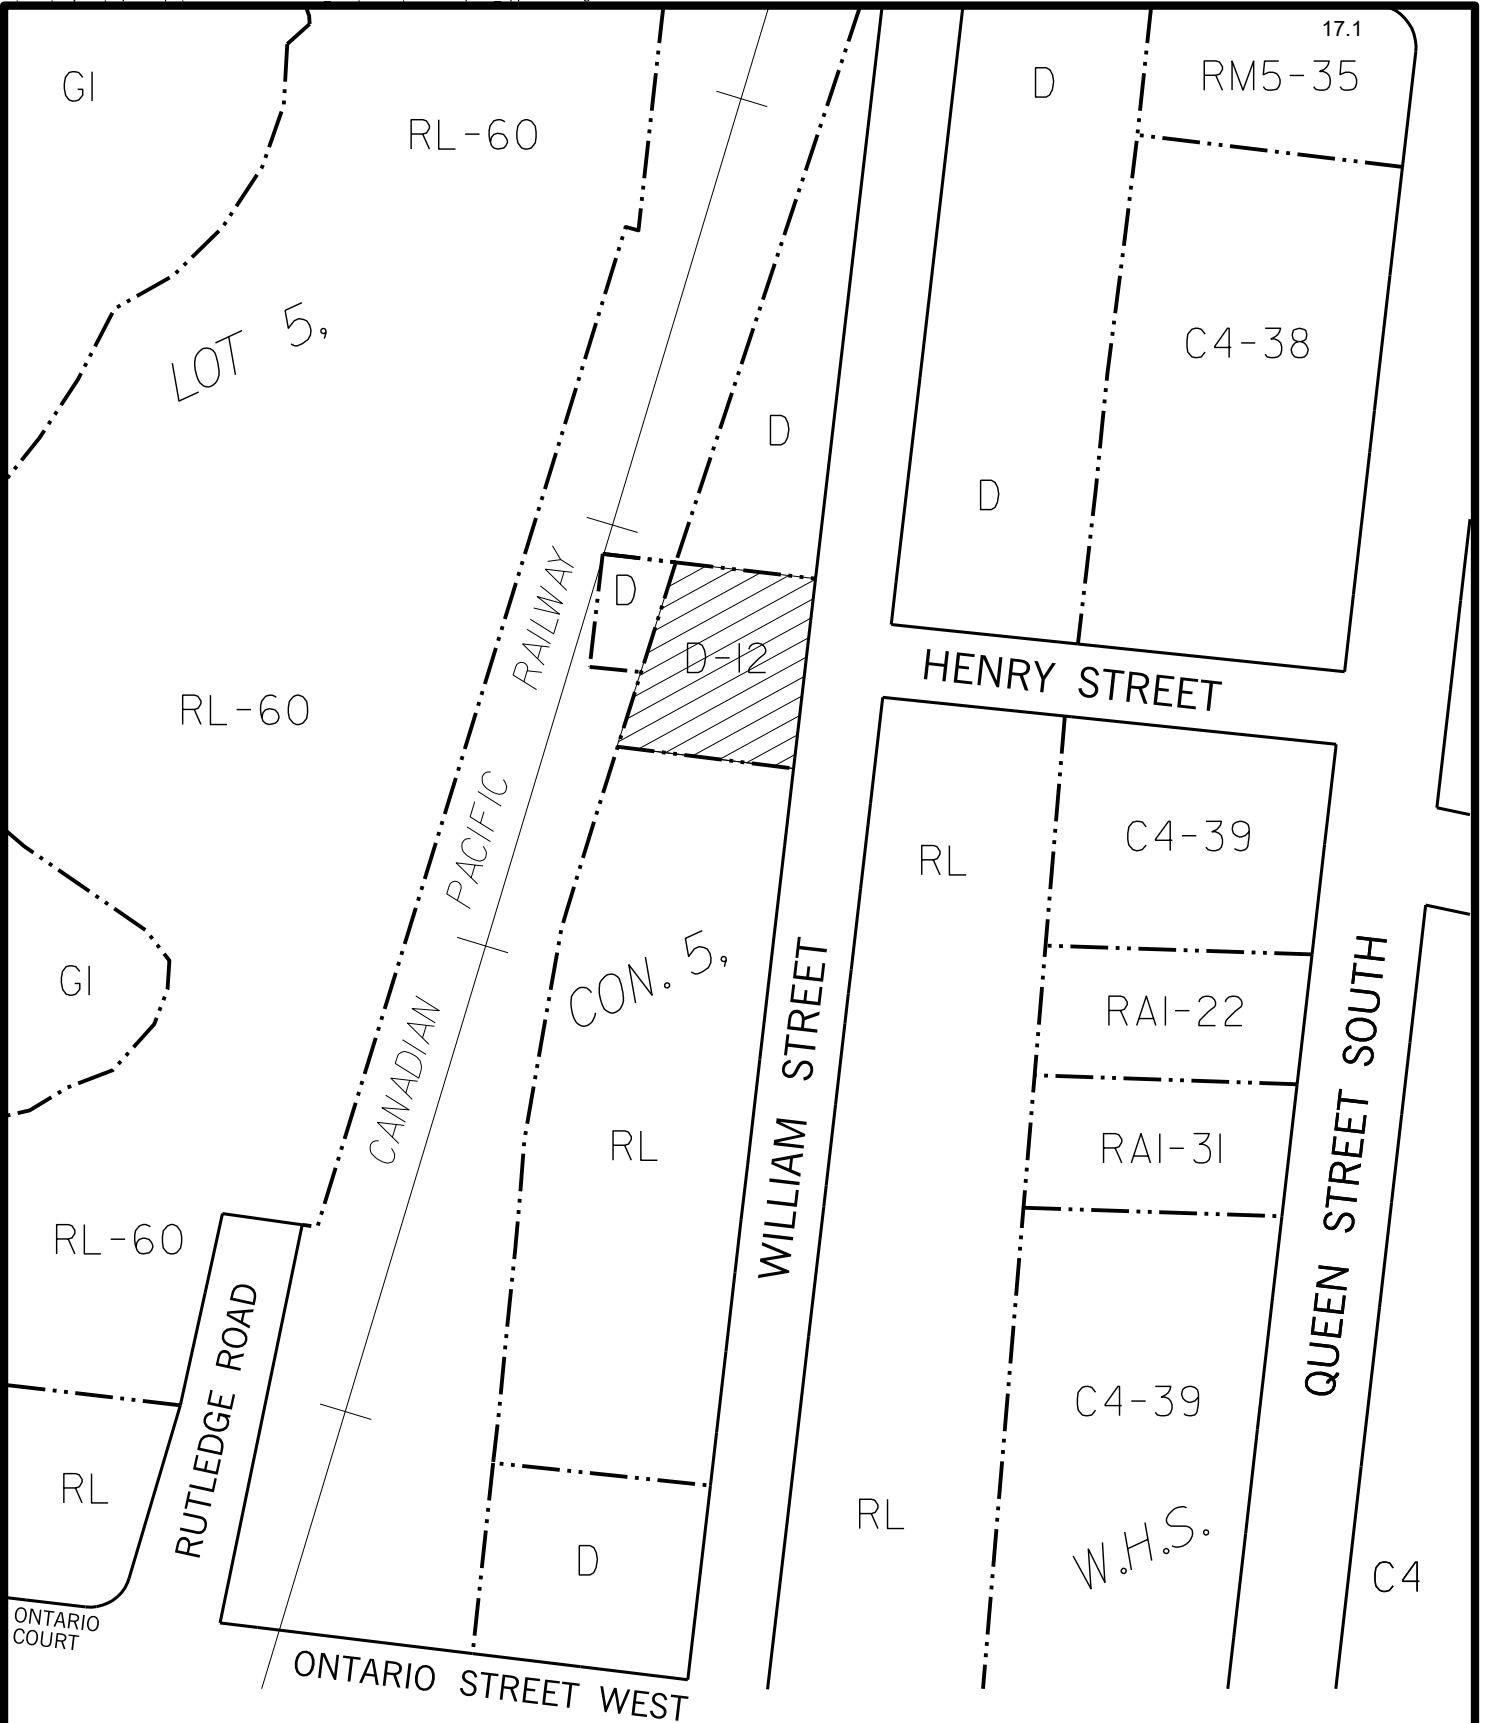 17.1
GI
D
RM5-35
RL-60
LOT 5,
C4-38
D
D
D
D-12
RAILWAY
HENRY STREET
RL-60
PACIFIC
C4-39
RL
GI
CON. 5,
CANADIAN
RA1-22
WILLIAM STREET
QUEEN STREET SOUTH
RL
RA1-31
RL-60
RUTLEDGE ROAD
C4-39
RL
RL
W.H.S.
D
C4
ONTARIO
COURT
ONTARIO STREET WEST